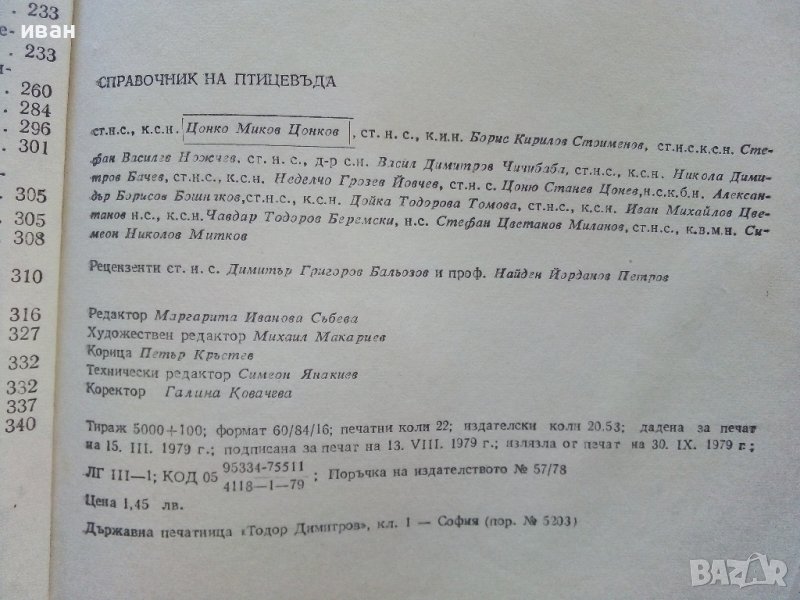 иван
. 233
е-
. 233
и-
. 260
. 284
. 296
. 301
-
. 305
. 305
308
310
316
327
332
332
337
340
СПРАВОЧНИК НА ПТИЦЕВЪДА
ст.н.с., к.с.н. Цонко Миков Цонков, ст. н. с., к.и.н. Борис Кирилов Стоименов, ст.н.с.к.с.н. Сте-
фан Василев Ножчев, ст. н. с., д-р с.н. Васил Димитров Чичибаба, ст.н.с., к.с.н. Никола Дими-
тров Бачев, ст.н.с., к.с.н. Неделчо Грозев Йовчев, ст.н. с. Цоню Станев Цонев, н.с.к.б.н. Алексан-
дър Борисов Бошнчков, ст.н.с., к.с.н. Дойка Тодорова Томова, ст.н.с., к.с.н. Иван Михайлов Цве-
танов н.с., к.с.н. Чавдар Тодоров Беремски, н.с. Стефан Цветанов Миланов, ст.н.с., к.в.м.н. Си-
меон Николов Митков
Рецензенти ст. н. с. Димитър Григоров Бальозов и проф. Найден Йорданов Петров
Редактор Маргарита Иванова Събева
Художествен редактор Михаил Макариев
Корица Петър Кръстев
Технически редактор Симеон Янакиев
Коректор Галина Ковачева
Тираж 5000+100; формат 60/84/16; печатни коли 22; издателски коли 20.53; дадена за печат
на 15. III. 1979 г.; подписана за печат на 13. VIII. 1979 г.; излязла от печат на 30. IX. 1979 г.;
ЛГ III—1; КОД 05 95334-75511 / 4118—1—79; Поръчка на издателството № 57/78
Цена 1,45 лв.
Държавна печатница «Тодор Димитров», кл. 1 — София (пор. № 5203)
BAZAR